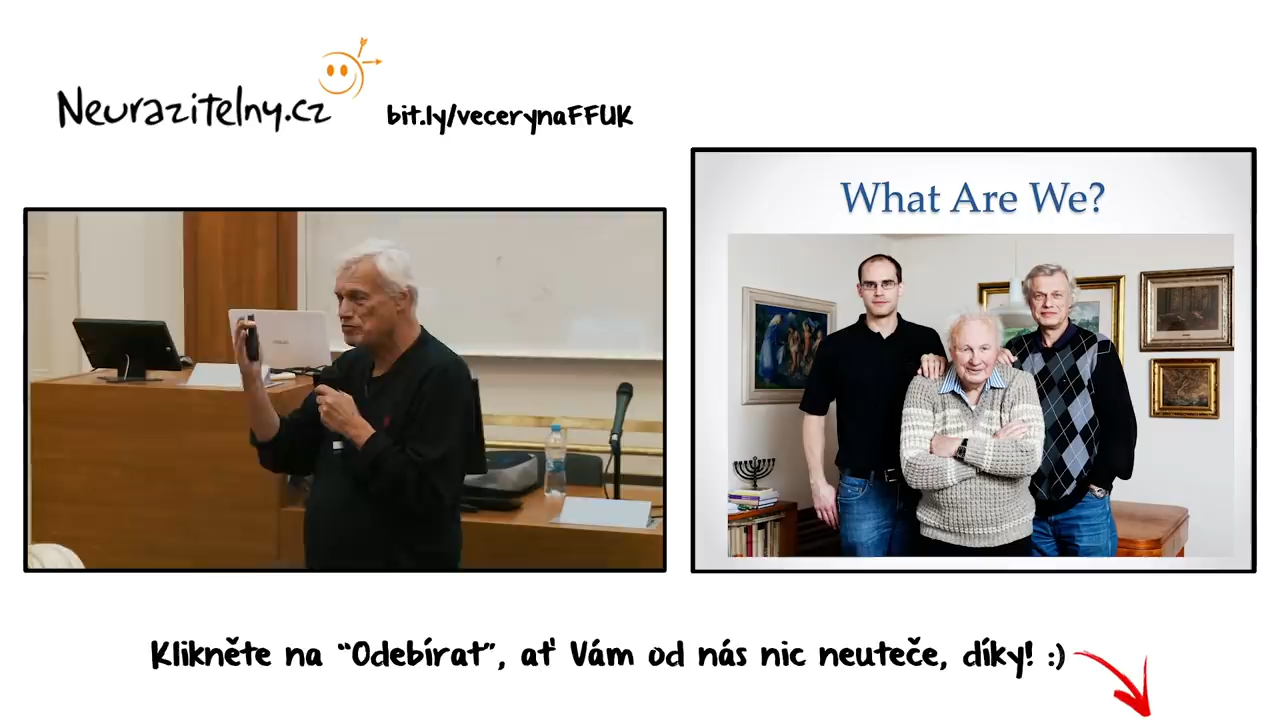 Neurazitelny.cz
bit.ly/vecerynaFFUK
What Are We?
Klikněte na “Odebírat”, ať Vám od nás nic neuteče, díky! :)